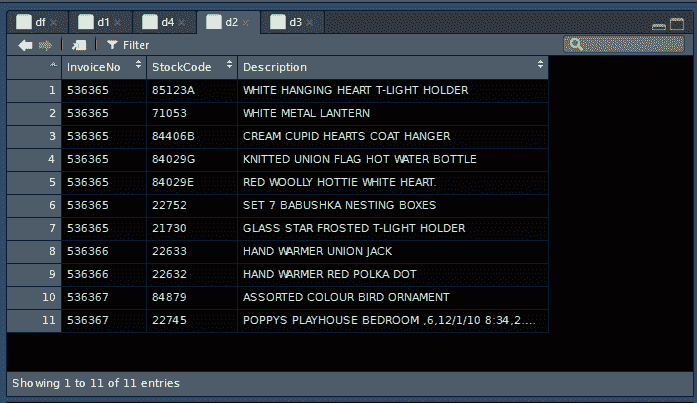 df × d1 × d4 × d2 × d3 ×
Filter
InvoiceNo StockCode Description
1 536365 85123A WHITE HANGING HEART T-LIGHT HOLDER
2 536365 71053 WHITE METAL LANTERN
3 536365 84406B CREAM CUPID HEARTS COAT HANGER
4 536365 84029G KNITTED UNION FLAG HOT WATER BOTTLE
5 536365 84029E RED WOOLLY HOTTIE WHITE HEART.
6 536365 22752 SET 7 BABUSHKA NESTING BOXES
7 536365 21730 GLASS STAR FROSTED T-LIGHT HOLDER
8 536366 22633 HAND WARMER UNION JACK
9 536366 22632 HAND WARMER RED POLKA DOT
10 536367 84879 ASSORTED COLOUR BIRD ORNAMENT
11 536367 22745 POPPYS PLAYHOUSE BEDROOM ,6,12/1/10 8:34,2....
Showing 1 to 11 of 11 entries